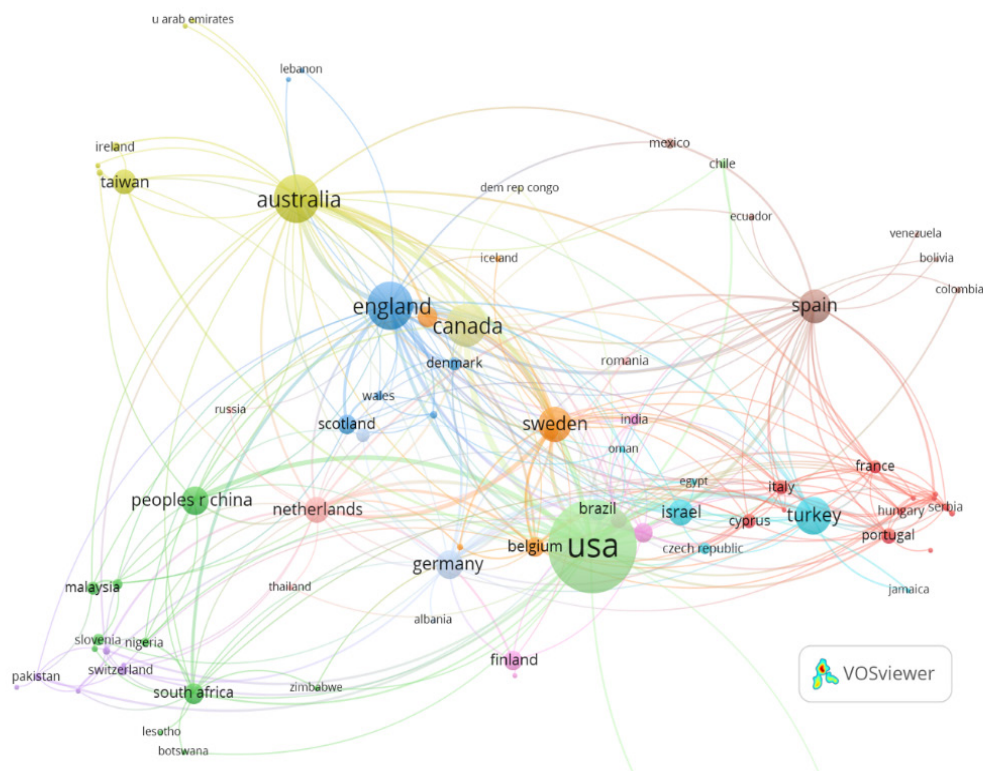 u arab emirates
lebanon
ireland
taiwan
australia
mexico
chile
dem rep congo
ecuador
venezuela
iceland
bolivia
colombia
england
canada
spain
denmark
romania
wales
russia
scotland
sweden
india
oman
france
egypt
italy
peoples r china
netherlands
brazil
israel
cyprus
turkey
hungary
serbia
portugal
usa
belgium
czech republic
germany
malaysia
thailand
jamaica
albania
slovenia
nigeria
finland
pakistan
switzerland
south africa
zimbabwe
VOSviewer
lesotho
botswana